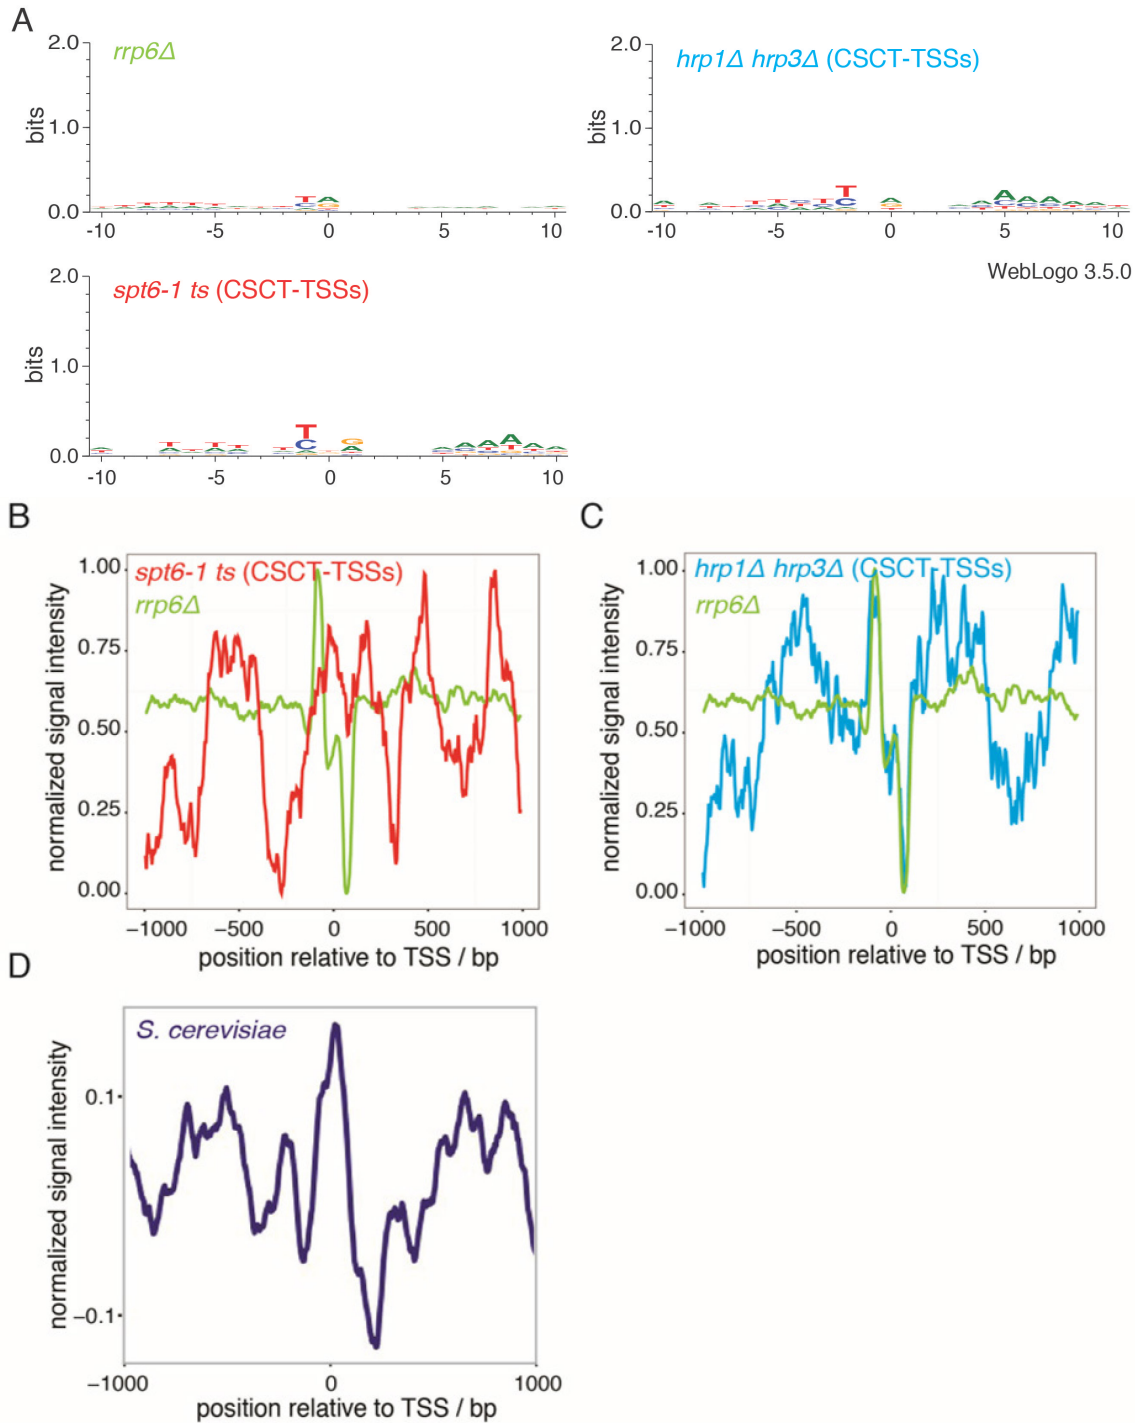 A
2.0
rrp6Δ
bits
1.0
0.0
-10 -5 0 5 10
2.0
hrp1Δ hrp3Δ (CSCT-TSSs)
bits
1.0
0.0
-10 -5 0 5 10
WebLogo 3.5.0
2.0
spt6-1 ts (CSCT-TSSs)
bits
1.0
0.0
-10 -5 0 5 10
B
normalized signal intensity
1.00
0.75
0.50
0.25
0.00
spt6-1 ts (CSCT-TSSs)
rrp6Δ
−1000 −500 0 500 1000
position relative to TSS / bp
C
normalized signal intensity
1.00
0.75
0.50
0.25
0.00
hrp1Δ hrp3Δ (CSCT-TSSs)
rrp6Δ
−1000 −500 0 500 1000
position relative to TSS / bp
D
S. cerevisiae
normalized signal intensity
0.1
−0.1
−1000 0 1000
position relative to TSS / bp